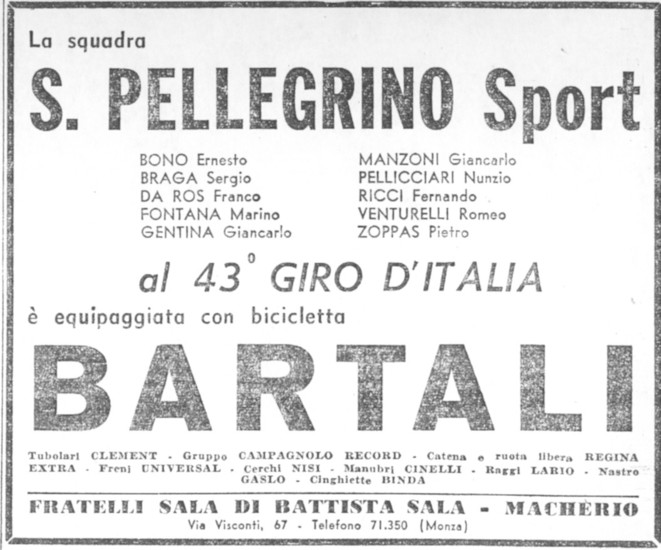 La squadra
S. PELLEGRINO Sport
BONO Ernesto
BRAGA Sergio
DA ROS Franco
FONTANA Marino
GENTINA Giancarlo
MANZONI Giancarlo
PELLICCIARI Nunzio
RICCI Fernando
VENTURELLI Romeo
ZOPPAS Pietro
al 43° GIRO D'ITALIA
è equipaggiata con bicicletta
BARTALI
Tubolari CLEMENT - Gruppo CAMPAGNOLO RECORD - Catena e ruota libera REGINA
EXTRA - Freni UNIVERSAL - Cerchi NISI - Manubri CINELLI - Raggi LARIO - Nastro
GASLO - Cinghiette BINDA
FRATELLI SALA DI BATTISTA SALA - MACHERIO
Via Visconti, 67 - Telefono 71.350 (Monza)